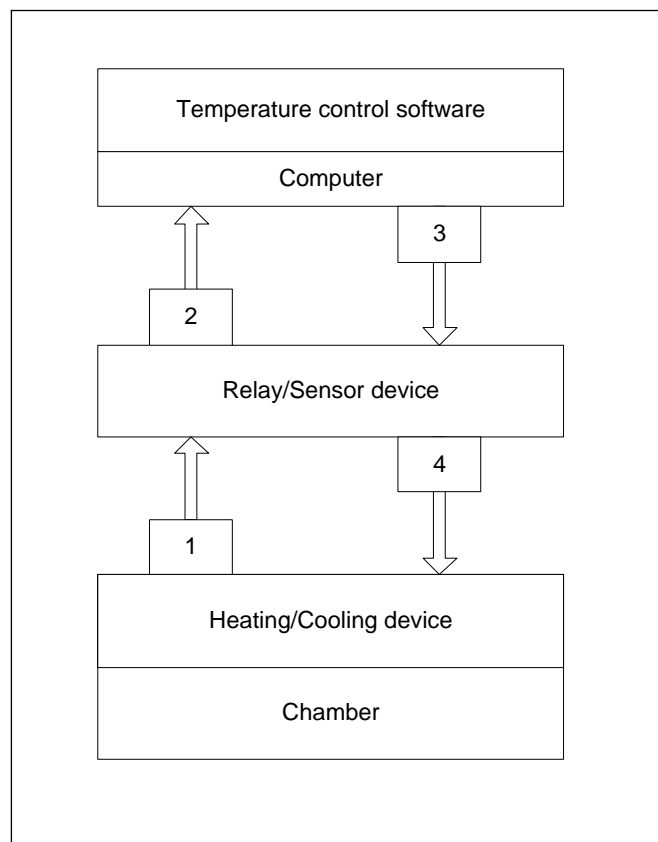 Temperature control software
Computer
3
2
Relay/Sensor device
4
1
Heating/Cooling device
Chamber